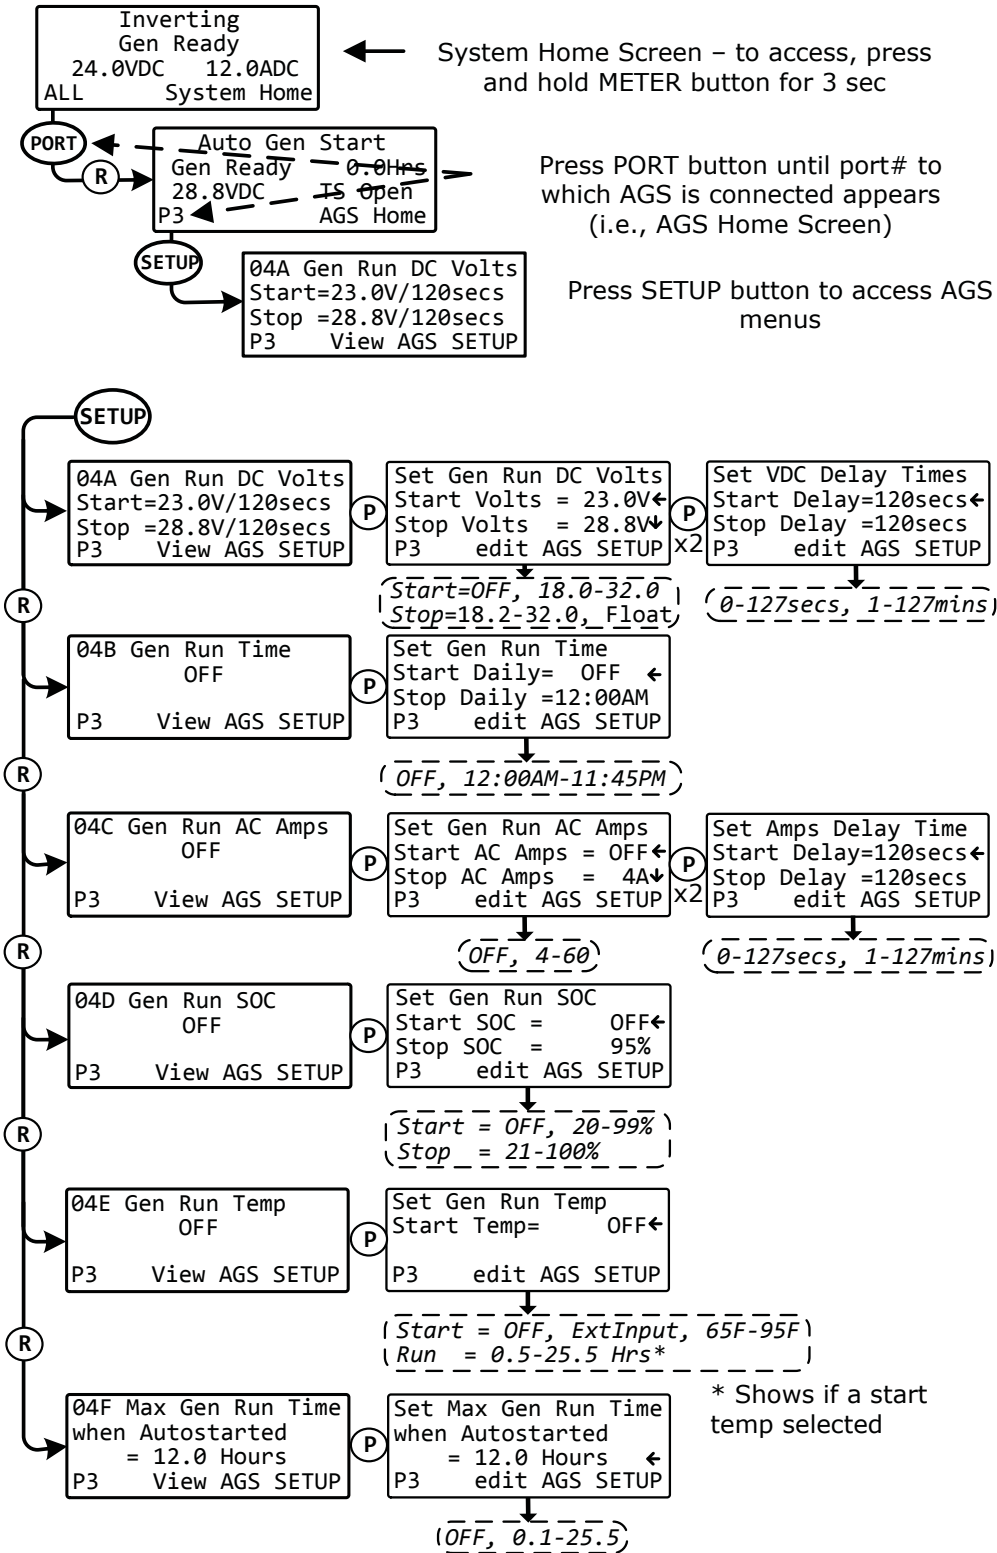 Inverting
Gen Ready
24.0VDC 12.0ADC
ALL System Home
System Home Screen – to access, press
and hold METER button for 3 sec
PORT
R
Auto Gen Start
Gen Ready 0.0Hrs
28.8VDC TS Open
P3 AGS Home
Press PORT button until port# to
which AGS is connected appears
(i.e., AGS Home Screen)
SETUP
04A Gen Run DC Volts
Start=23.0V/120secs
Stop =28.8V/120secs
P3 View AGS SETUP
Press SETUP button to access AGS
menus
SETUP
04A Gen Run DC Volts
Start=23.0V/120secs
Stop =28.8V/120secs
P3 View AGS SETUP
P
Set Gen Run DC Volts
Start Volts = 23.0V←
Stop Volts = 28.8V↓
P3 edit AGS SETUP
P
x2
Set VDC Delay Times
Start Delay=120secs←
Stop Delay =120secs
P3 edit AGS SETUP
Start=OFF, 18.0-32.0
Stop=18.2-32.0, Float
0-127secs, 1-127mins
R
04B Gen Run Time
OFF
P3 View AGS SETUP
P
Set Gen Run Time
Start Daily= OFF ←
Stop Daily =12:00AM
P3 edit AGS SETUP
OFF, 12:00AM-11:45PM
R
04C Gen Run AC Amps
OFF
P3 View AGS SETUP
P
Set Gen Run AC Amps
Start AC Amps = OFF←
Stop AC Amps = 4A↓
P3 edit AGS SETUP
P
x2
Set Amps Delay Time
Start Delay=120secs←
Stop Delay =120secs
P3 edit AGS SETUP
OFF, 4-60
0-127secs, 1-127mins
R
04D Gen Run SOC
OFF
P3 View AGS SETUP
P
Set Gen Run SOC
Start SOC = OFF←
Stop SOC = 95%
P3 edit AGS SETUP
Start = OFF, 20-99%
Stop = 21-100%
R
04E Gen Run Temp
OFF
P3 View AGS SETUP
P
Set Gen Run Temp
Start Temp= OFF←
P3 edit AGS SETUP
Start = OFF, ExtInput, 65F-95F
Run = 0.5-25.5 Hrs*
R
* Shows if a start
temp selected
04F Max Gen Run Time
when Autostarted
= 12.0 Hours
P3 View AGS SETUP
P
Set Max Gen Run Time
when Autostarted
= 12.0 Hours ←
P3 edit AGS SETUP
OFF, 0.1-25.5